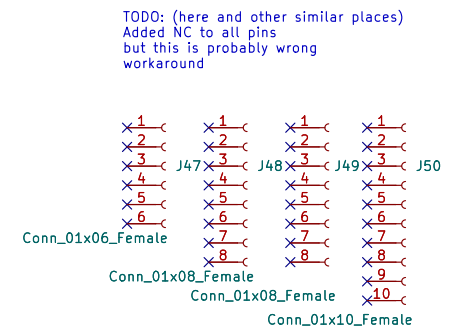 TODO: (here and other similar places)
Added NC to all pins
but this is probably wrong
workaround
1 1 1 1
2 2 2 2
3 J47 3 J48 3 J49 3 J50
4 4 4 4
5 5 5 5
6 6 6 6
Conn_01x06_Female
7 7 7
8 8 8
Conn_01x08_Female
9
Conn_01x08_Female
10
Conn_01x10_Female